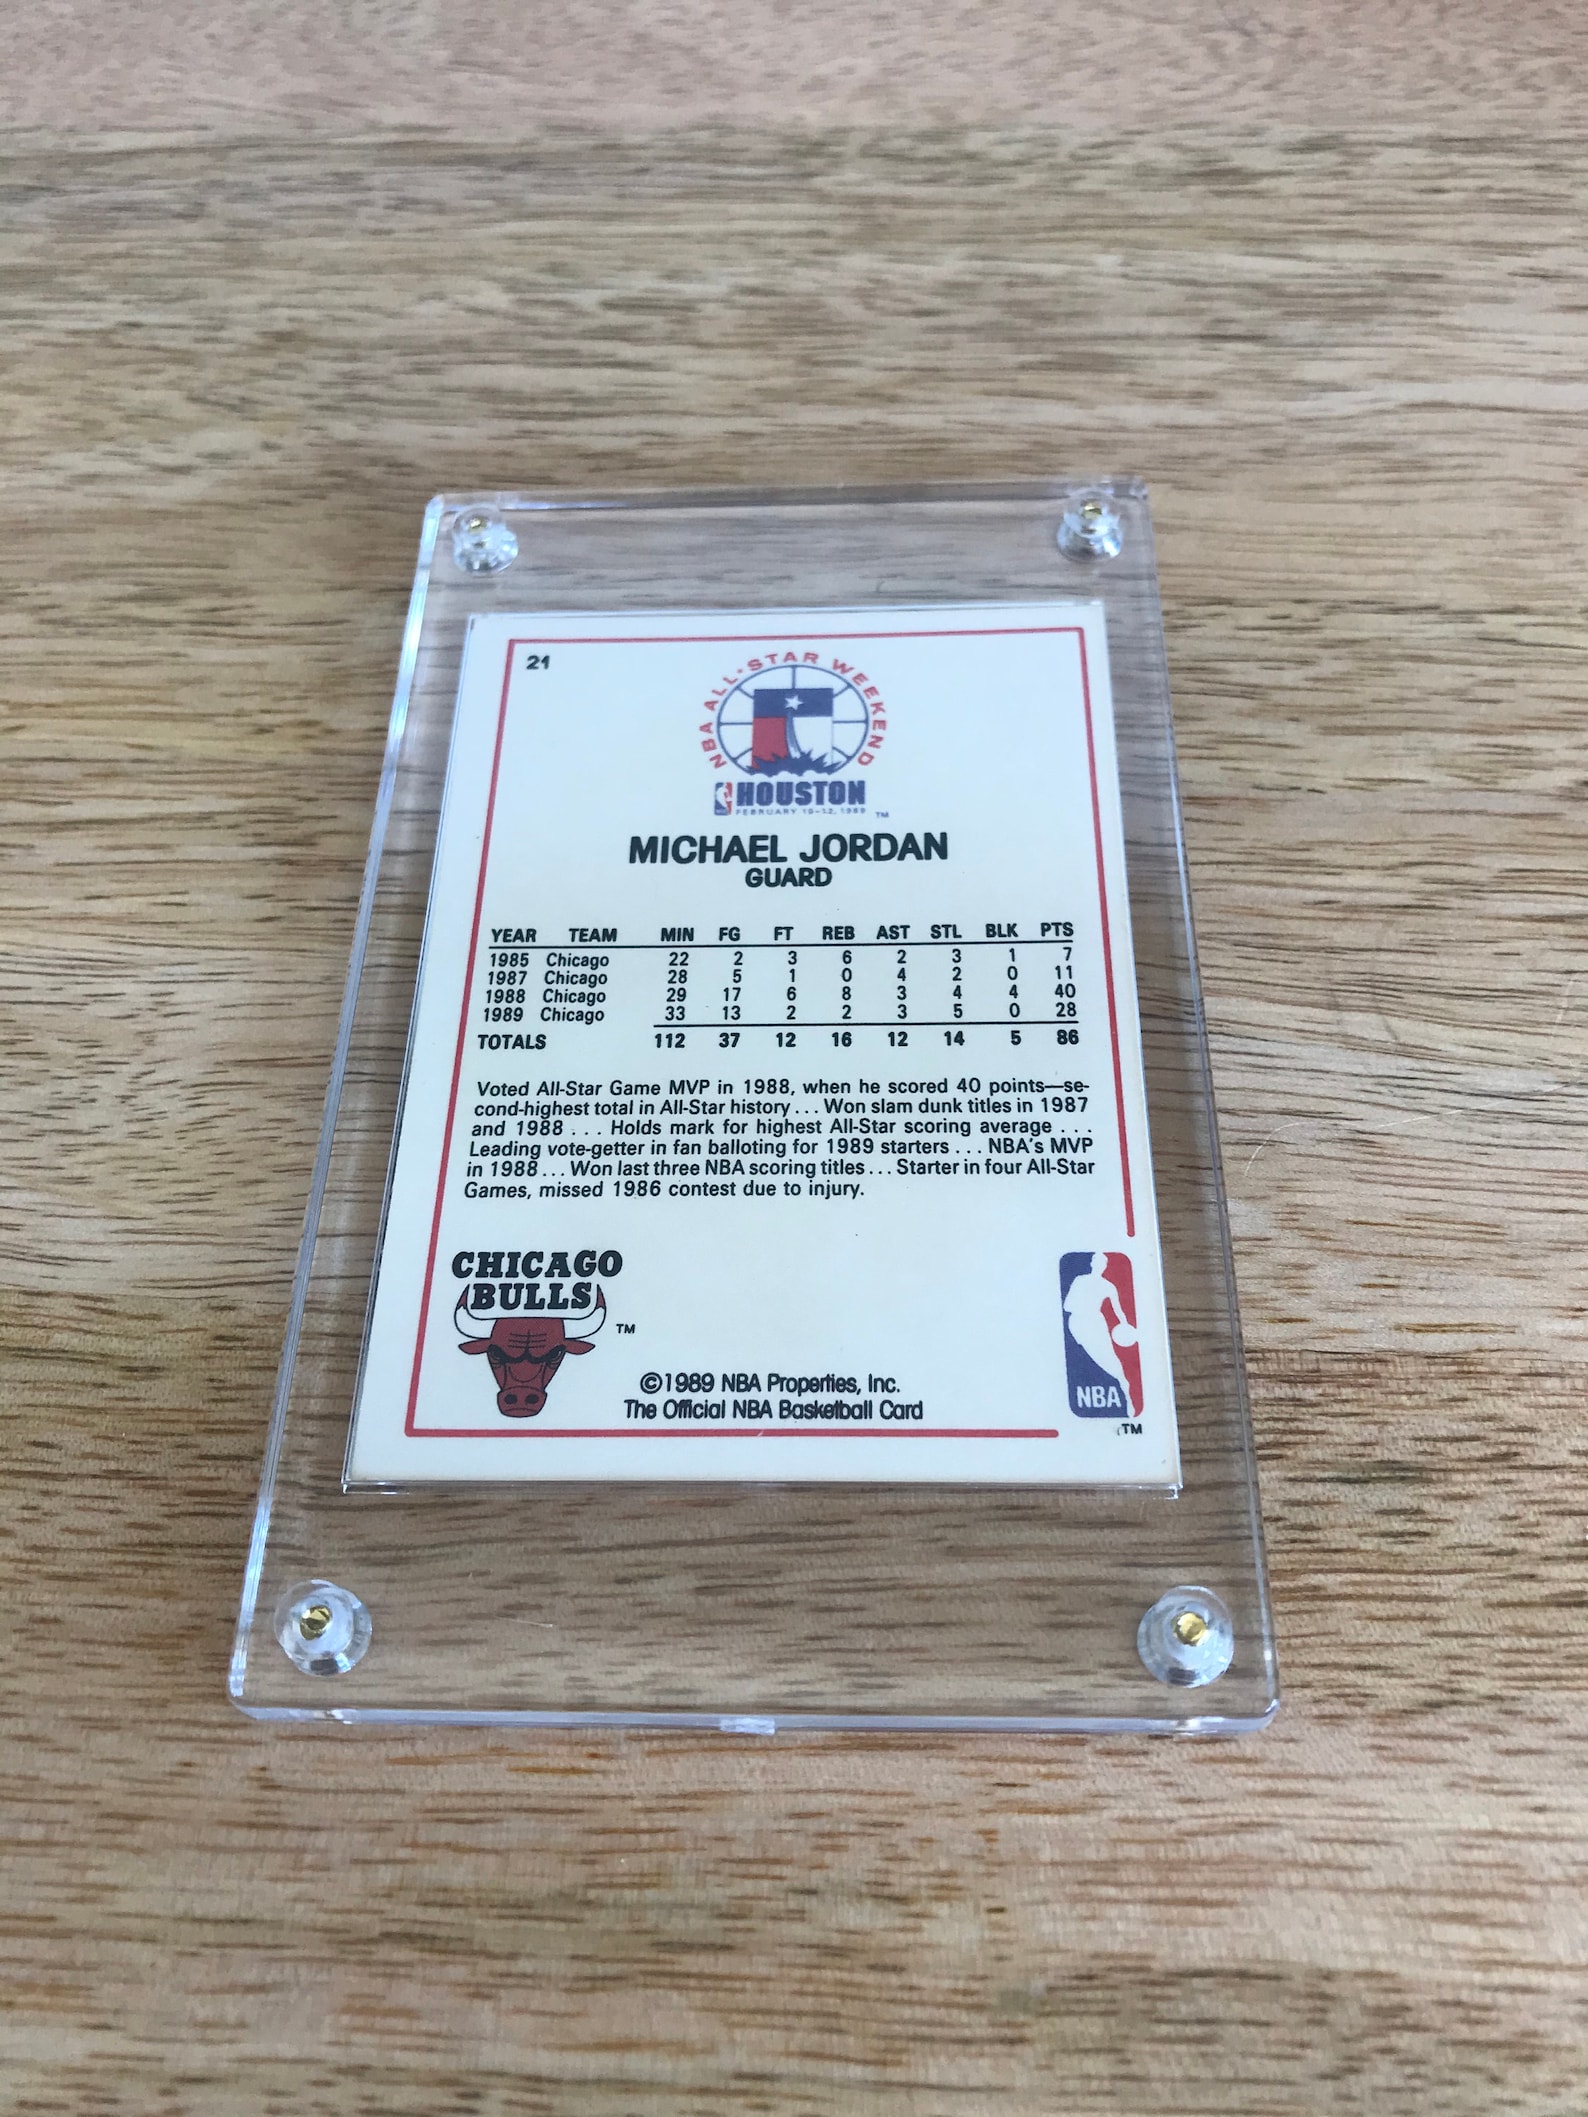 21
NBA ALL-STAR WEEKEND
HOUSTON
FEBRUARY 10-12, 1989 TM
MICHAEL JORDAN
GUARD
YEAR TEAM MIN FG FT REB AST STL BLK PTS
1985 Chicago 22 2 3 6 2 3 1 7
1987 Chicago 28 5 1 0 4 2 0 11
1988 Chicago 29 17 6 8 3 4 4 40
1989 Chicago 33 13 2 2 3 5 0 28
TOTALS 112 37 12 16 12 14 5 86
Voted All-Star Game MVP in 1988, when he scored 40 points—se-
cond-highest total in All-Star history . . . Won slam dunk titles in 1987
and 1988 . . . Holds mark for highest All-Star scoring average . . .
Leading vote-getter in fan balloting for 1989 starters . . . NBA's MVP
in 1988 . . . Won last three NBA scoring titles . . . Starter in four All-Star
Games, missed 1986 contest due to injury.
CHICAGO
BULLS
TM
©1989 NBA Properties, Inc.
The Official NBA Basketball Card
NBA
TM